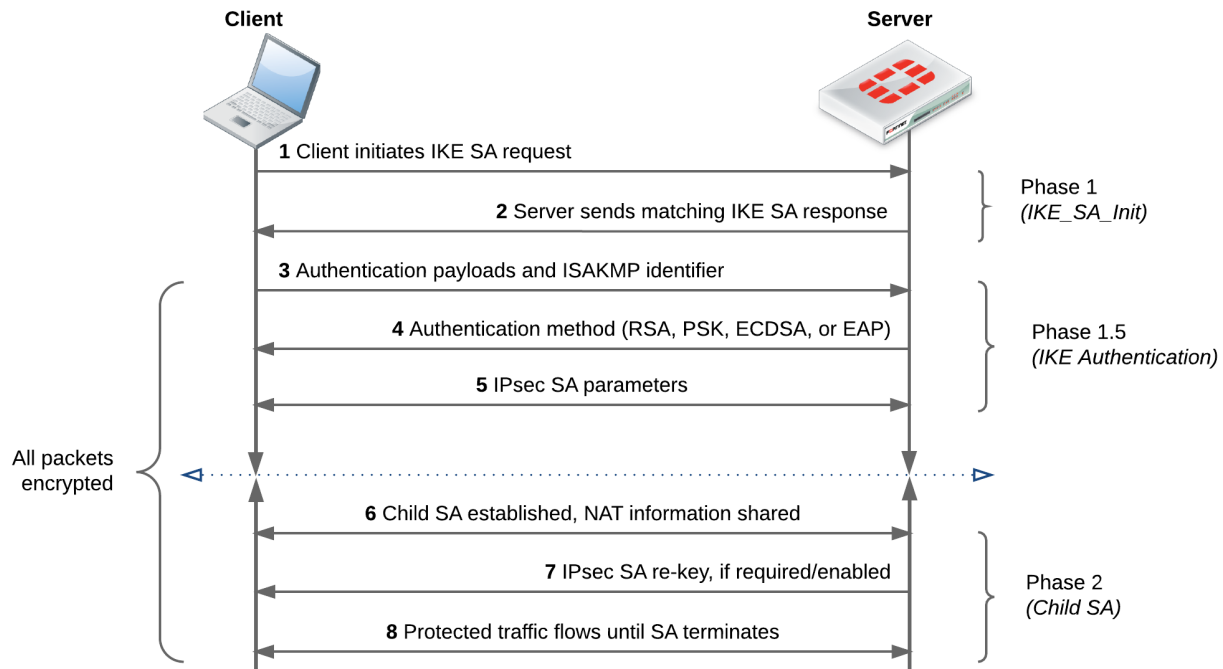 Client
Server
1 Client initiates IKE SA request
2 Server sends matching IKE SA response
Phase 1
(IKE_SA_Init)
3 Authentication payloads and ISAKMP identifier
4 Authentication method (RSA, PSK, ECDSA, or EAP)
Phase 1.5
(IKE Authentication)
5 IPsec SA parameters
All packets
encrypted
6 Child SA established, NAT information shared
7 IPsec SA re-key, if required/enabled
Phase 2
(Child SA)
8 Protected traffic flows until SA terminates